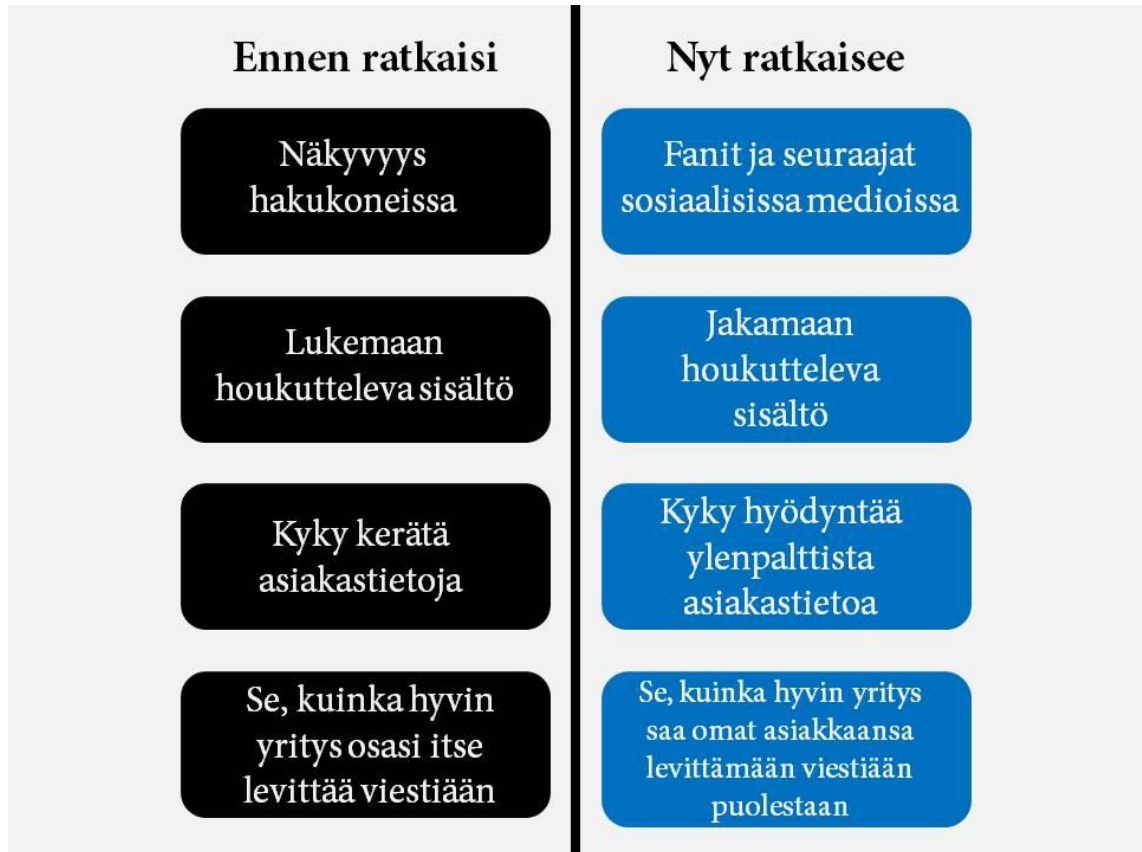 Ennen ratkaisi
Näkyvyys
hakukoneissa
Lukemaan
houkutteleva sisältö
Kyky kerätä
asiakastietoja
Se, kuinka hyvin
yritys osasi itse
levittää viestiään
Nyt ratkaisee
Fanit ja seuraajat
sosiaalisissa medioissa
Jakamaan
houkutteleva
sisältö
Kyky hyödyntää
ylenpalttista
asiakastietoa
Se, kuinka hyvin yritys
saa omat asiakkaansa
levittämään viestiään
puolestaan